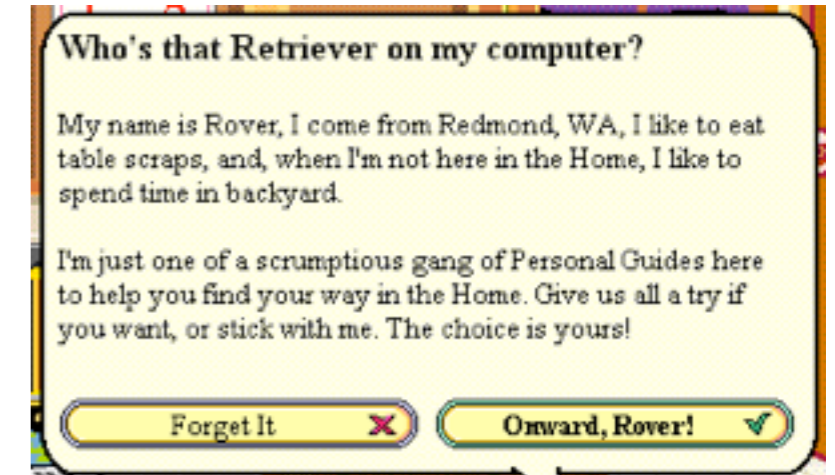 Who's that Retriever on my computer?
My name is Rover, I come from Redmond, WA, I like to eat
table scraps, and, when I'm not here in the Home, I like to
spend time in backyard.
I'm just one of a scrumptious gang of Personal Guides here
to help you find your way in the Home. Give us all a try if
you want, or stick with me. The choice is yours!
Forget It
Onward, Rover!